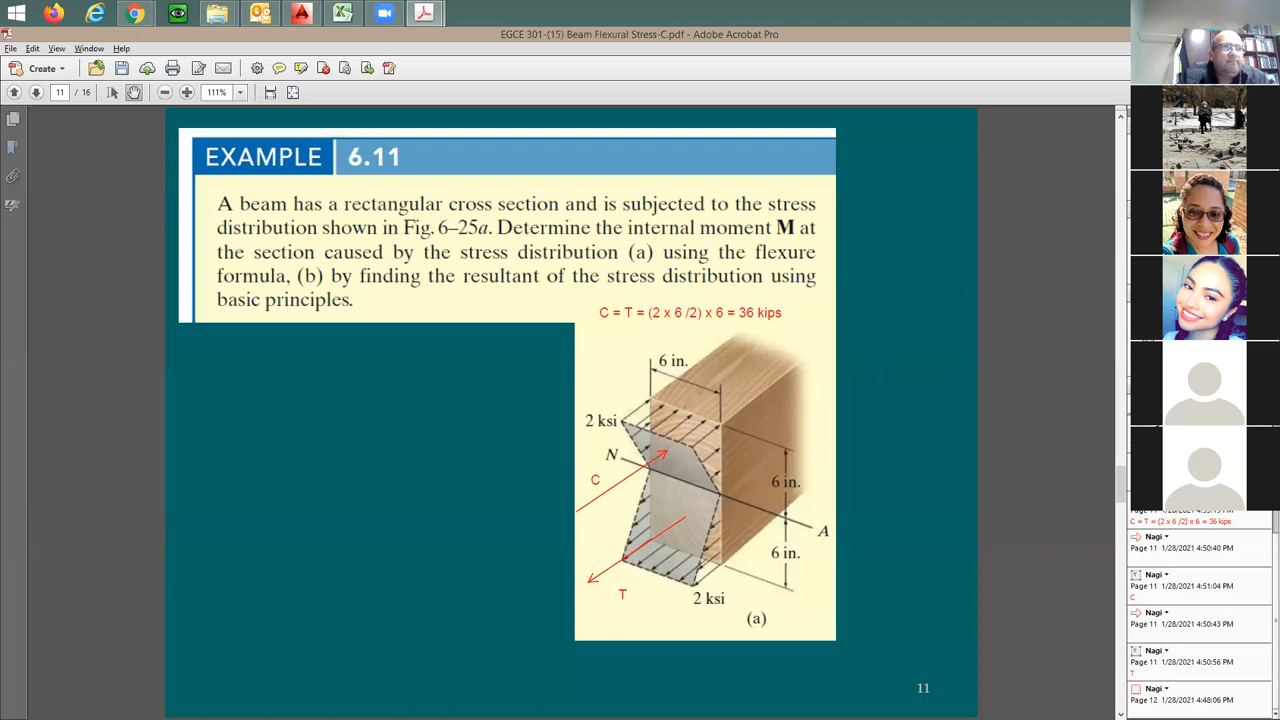 EGCE 301-(15) Beam Flexural Stress-C.pdf - Adobe Acrobat Pro
File Edit View Window Help
Create
11 / 16
111%
EXAMPLE 6.11
A beam has a rectangular cross section and is subjected to the stress
distribution shown in Fig. 6–25a. Determine the internal moment M at
the section caused by the stress distribution (a) using the flexure
formula, (b) by finding the resultant of the stress distribution using
basic principles.
C = T = (2 x 6 /2) x 6 = 36 kips
6 in.
2 ksi
N
C
6 in.
A
6 in.
T
2 ksi
(a)
11
C = T = (2 x 6 /2) x 6 = 36 kips
Nagi
Page 11 1/28/2021 4:50:40 PM
T
Nagi
Page 11 1/28/2021 4:51:04 PM
C
Nagi
Page 11 1/28/2021 4:50:43 PM
T
Nagi
Page 11 1/28/2021 4:50:56 PM
T
Nagi
Page 12 1/28/2021 4:48:06 PM